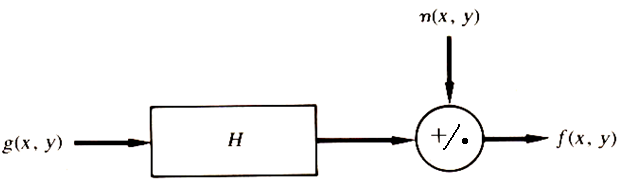 n(x, y)
g(x, y)
H
+/•
f(x, y)